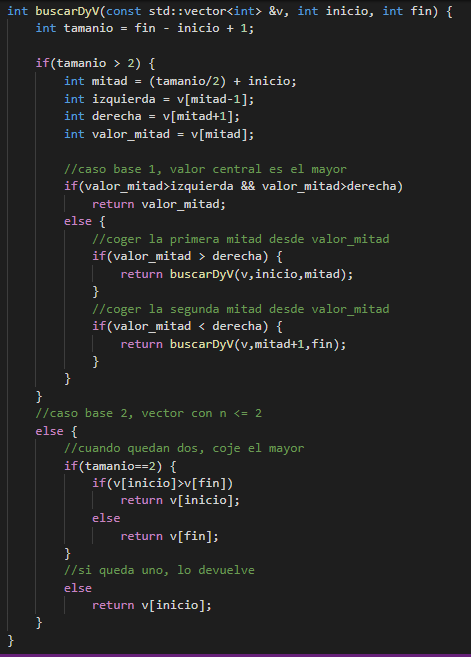 int buscarDyV(const std::vector<int> &v, int inicio, int fin) {
    int tamanio = fin - inicio + 1;

    if(tamanio > 2) {
        int mitad = (tamanio/2) + inicio;
        int izquierda = v[mitad-1];
        int derecha = v[mitad+1];
        int valor_mitad = v[mitad];

        //caso base 1, valor central es el mayor
        if(valor_mitad>izquierda && valor_mitad>derecha)
            return valor_mitad;
        else {
            //coger la primera mitad desde valor_mitad
            if(valor_mitad > derecha) {
                return buscarDyV(v,inicio,mitad);
            }
            //coger la segunda mitad desde valor_mitad
            if(valor_mitad < derecha) {
                return buscarDyV(v,mitad+1,fin);
            }
        }
    }
    //caso base 2, vector con n <= 2
    else {
        //cuando quedan dos, coje el mayor
        if(tamanio==2) {
            if(v[inicio]>v[fin])
                return v[inicio];
            else
                return v[fin];
        }
        //si queda uno, lo devuelve
        else
            return v[inicio];
    }
}